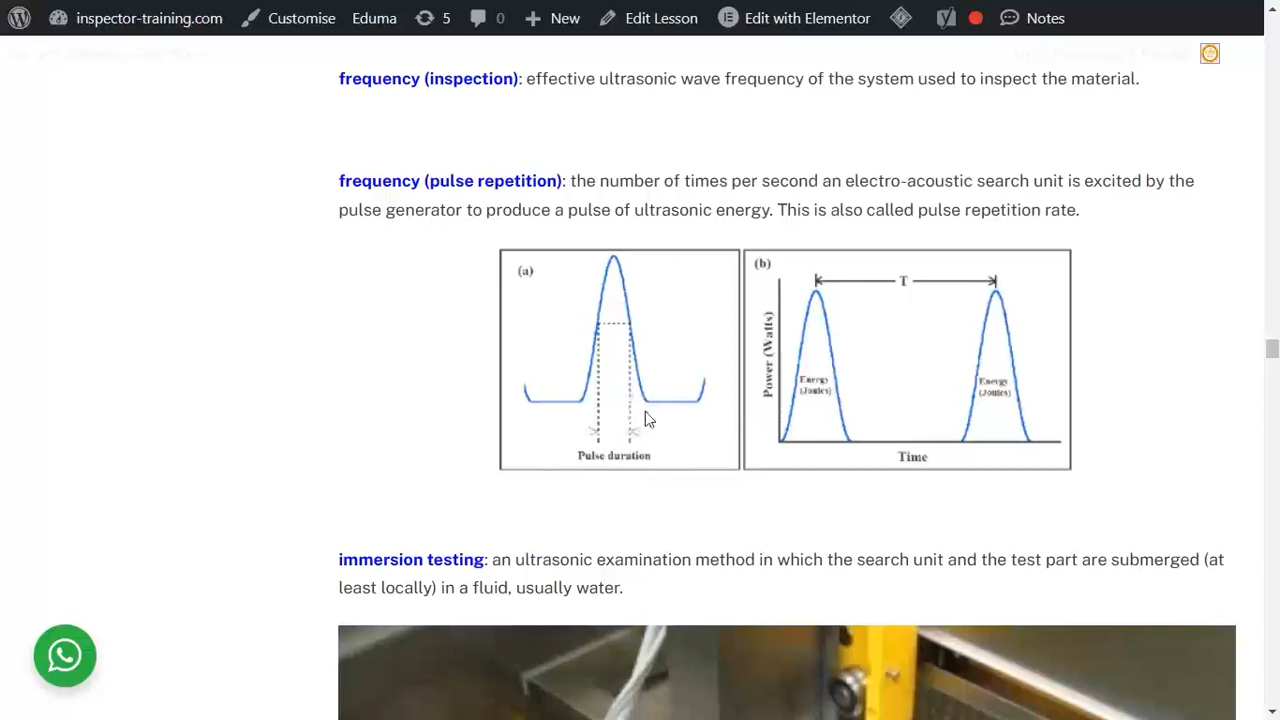 inspector-training.com Customise Eduma 5 0 New Edit Lesson Edit with Elementor Notes
frequency (inspection): effective ultrasonic wave frequency of the system used to inspect the material.
frequency (pulse repetition): the number of times per second an electro-acoustic search unit is excited by the
pulse generator to produce a pulse of ultrasonic energy. This is also called pulse repetition rate.
(a)
Pulse duration
(b)
T
Power (Watts)
Energy
(Joules)
Energy
(Joules)
Time
immersion testing: an ultrasonic examination method in which the search unit and the test part are submerged (at
least locally) in a fluid, usually water.